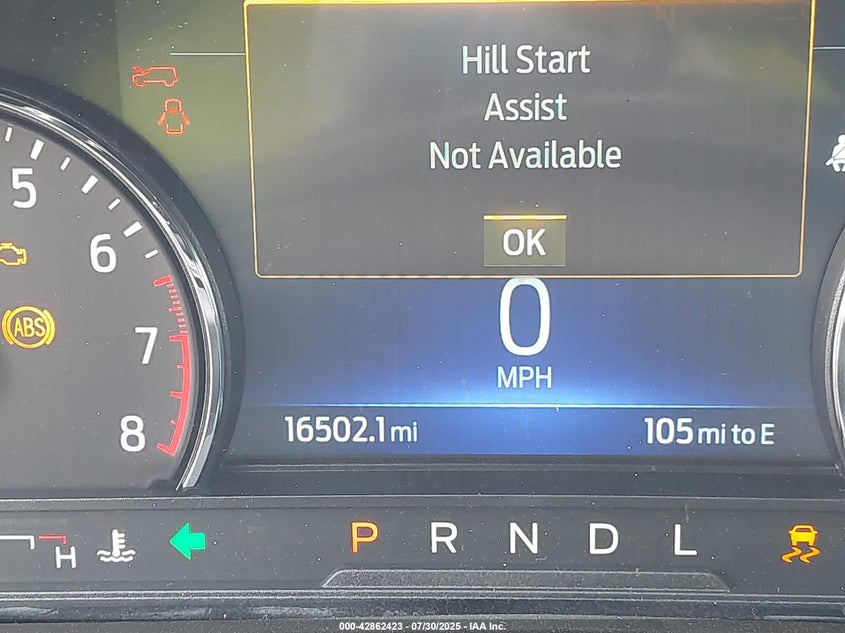 Hill Start
Assist
Not Available
OK
5
6
7
8
ABS
0
MPH
16502.1 mi
105 mi to E
H
P R N D L
000-42862423 - 07/30/2025 - IAA Inc.